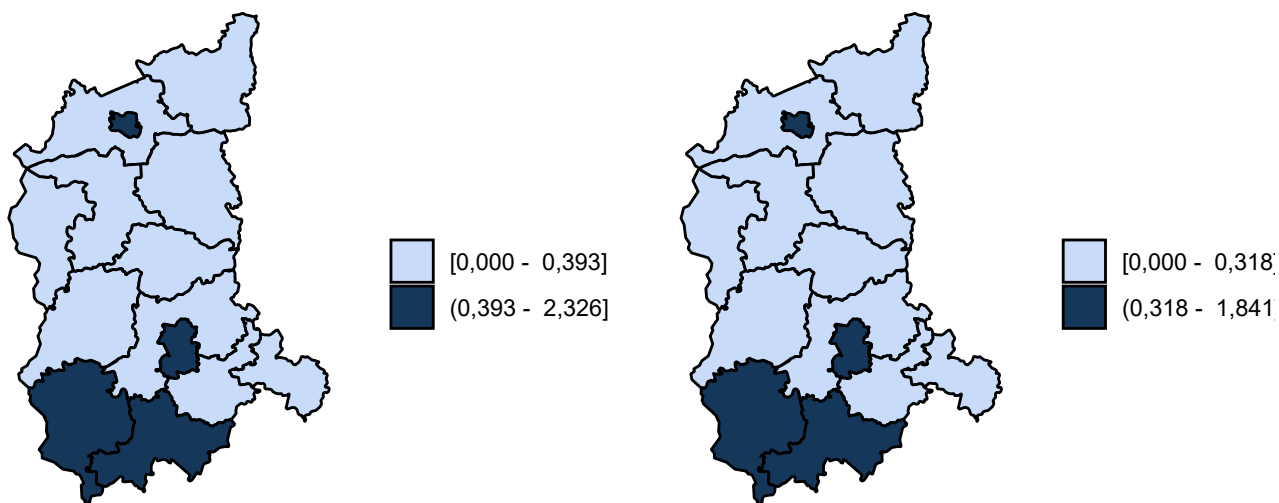 [0,000 - 0,393]
(0,393 - 2,326]
[0,000 - 0,318]
(0,318 - 1,841]